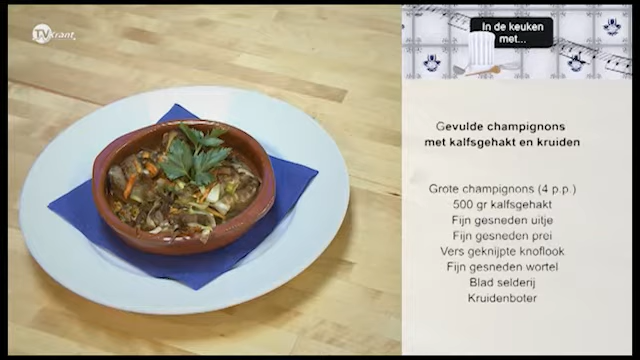 TVkrant
In de keuken
met...
Gevulde champignons
met kalfsgehakt en kruiden
Grote champignons (4 p.p.)
500 gr kalfsgehakt
Fijn gesneden uitje
Fijn gesneden prei
Vers geknijpte knoflook
Fijn gesneden wortel
Blad selderij
Kruidenboter